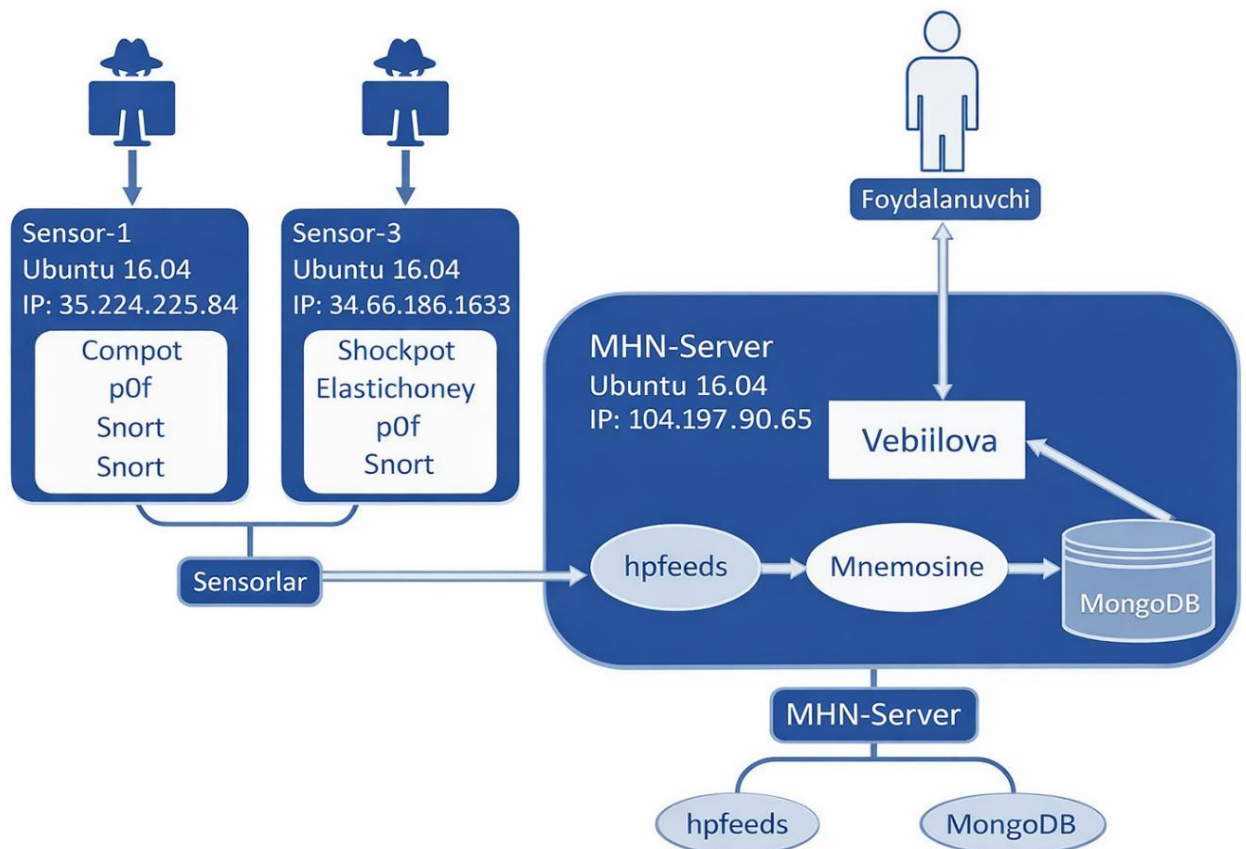 Foydalanuvchi
Sensor-1
Ubuntu 16.04
IP: 35.224.225.84
Compot
p0f
Snort
Snort
Sensor-3
Ubuntu 16.04
IP: 34.66.186.1633
Shockpot
Elastichoney
p0f
Snort
Sensorlar
MHN-Server
Ubuntu 16.04
IP: 104.197.90.65
Vebiilova
hpfeeds
Mnemosine
MongoDB
MHN-Server
hpfeeds
MongoDB